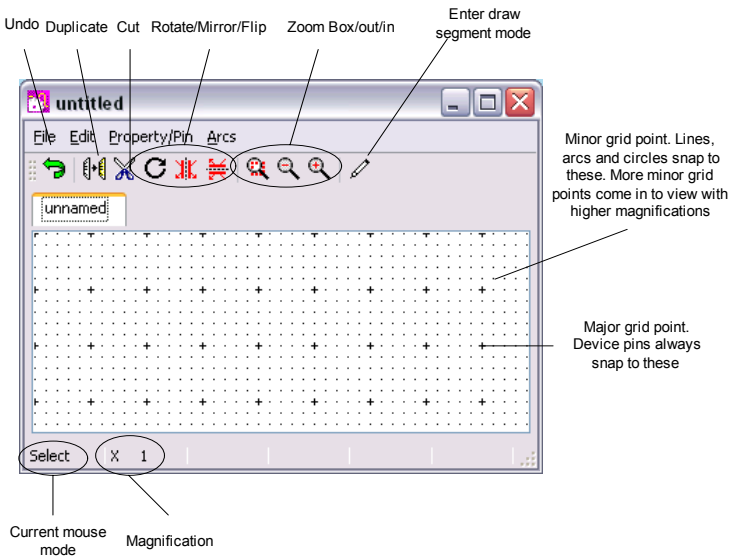 Undo Duplicate Cut Rotate/Mirror/Flip Zoom Box/out/in
Enter draw
segment mode
untitled
File Edit Property/Pin Arcs
unnamed
Minor grid point. Lines,
arcs and circles snap to
these. More minor grid
points come in to view with
higher magnifications
Major grid point.
Device pins always
snap to these
Select X 1
Current mouse
mode
Magnification